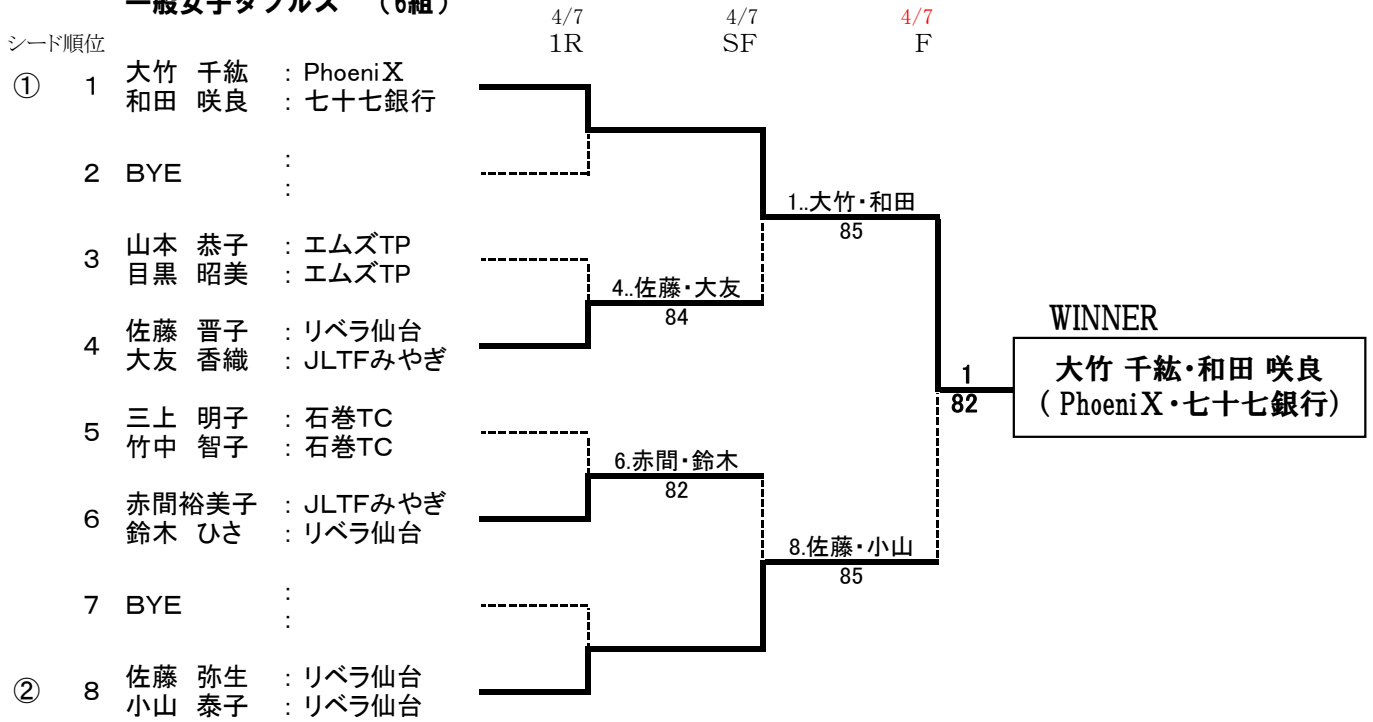 一般女子ダブルス （6組）
4/7 4/7 4/7
シード順位 1R SF F
① 1 大竹 千紘 : PhoeniX
和田 咲良 : 七十七銀行
2 BYE :
:
1..大竹・和田
85
3 山本 恭子 : エムズTP
目黒 昭美 : エムズTP
4..佐藤・大友
84
4 佐藤 晋子 : リベラ仙台
大友 香織 : JLTFみやぎ
WINNER
大竹 千紘・和田 咲良
（ PhoeniX・七十七銀行）
1
82
5 三上 明子 : 石巻TC
竹中 智子 : 石巻TC
6.赤間・鈴木
82
6 赤間裕美子 : JLTFみやぎ
鈴木 ひさ : リベラ仙台
8.佐藤・小山
85
7 BYE :
:
② 8 佐藤 弥生 : リベラ仙台
小山 泰子 : リベラ仙台